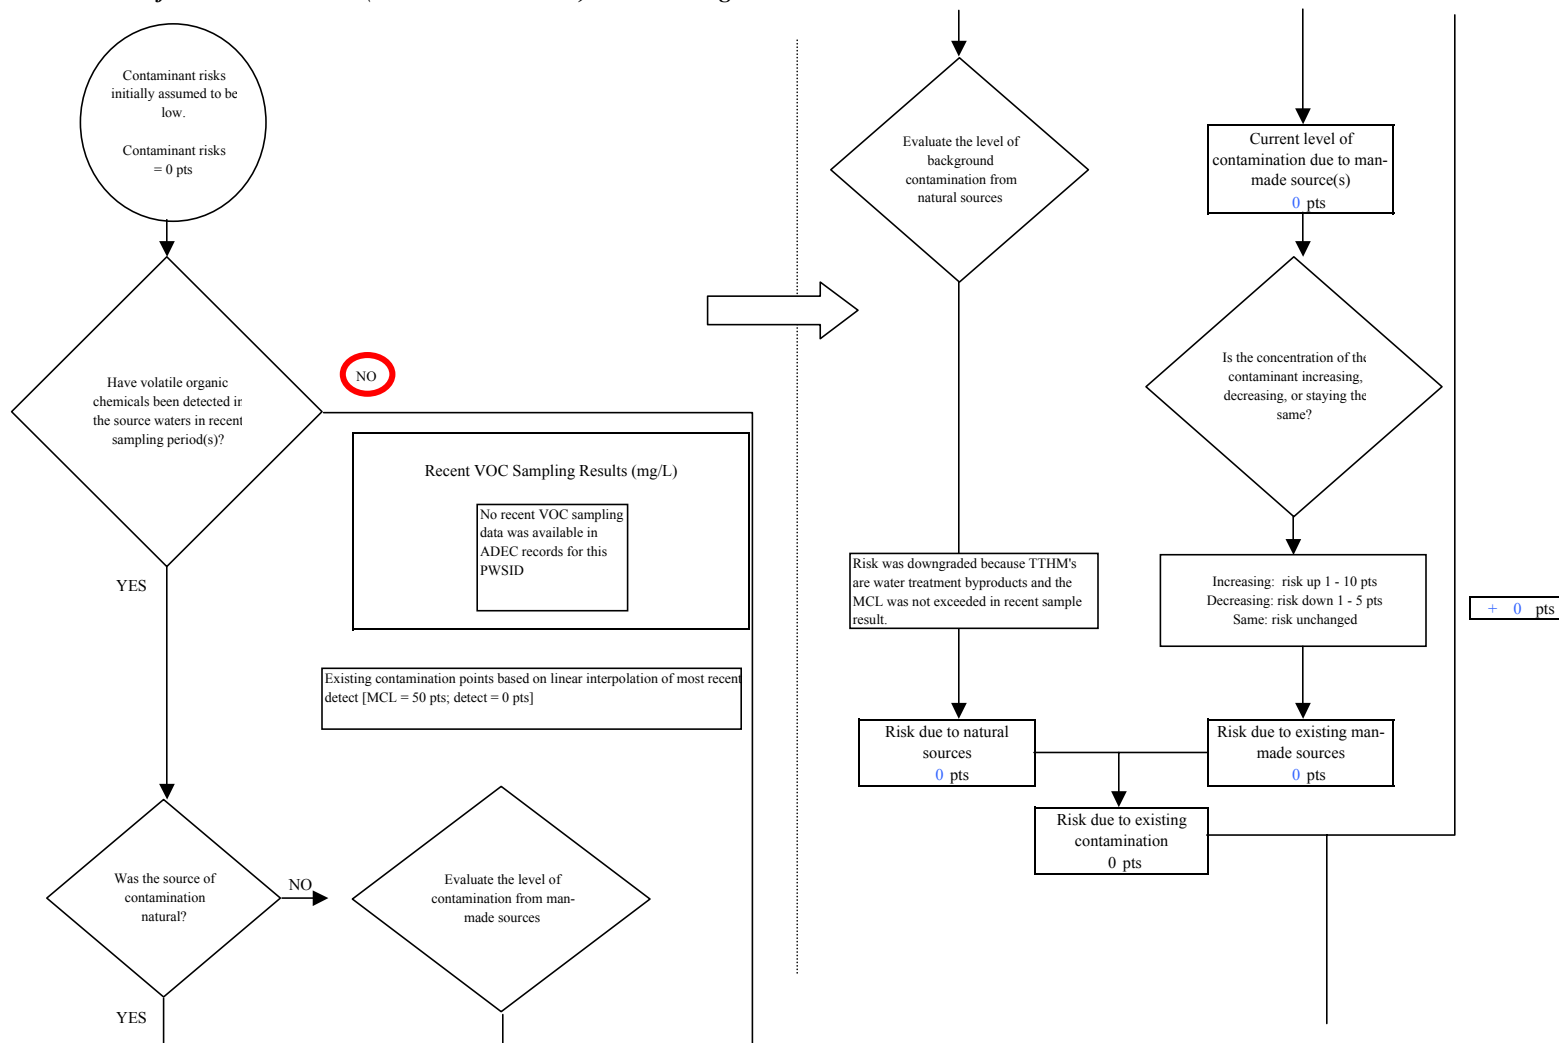 Contaminant risks
initially assumed to be
low.
Contaminant risks
= 0 pts
Have volatile organic
chemicals been detected in
the source waters in recent
sampling period(s)?
NO
YES
Recent VOC Sampling Results (mg/L)
No recent VOC sampling
data was available in
ADEC records for this
PWSID
Existing contamination points based on linear interpolation of most recent
detect [MCL = 50 pts; detect = 0 pts]
Was the source of
contamination
natural?
NO
YES
Evaluate the level of
contamination from man-
made sources
Evaluate the level of
background
contamination from
natural sources
Risk was downgraded because TTHM's
are water treatment byproducts and the
MCL was not exceeded in recent sample
result.
Risk due to natural
sources
0 pts
Current level of
contamination due to man-
made source(s)
0 pts
Is the concentration of the
contaminant increasing,
decreasing, or staying the
same?
Increasing: risk up 1 - 10 pts
Decreasing: risk down 1 - 5 pts
Same: risk unchanged
Risk due to existing man-
made sources
0 pts
Risk due to existing
contamination
0 pts
+ 0 pts